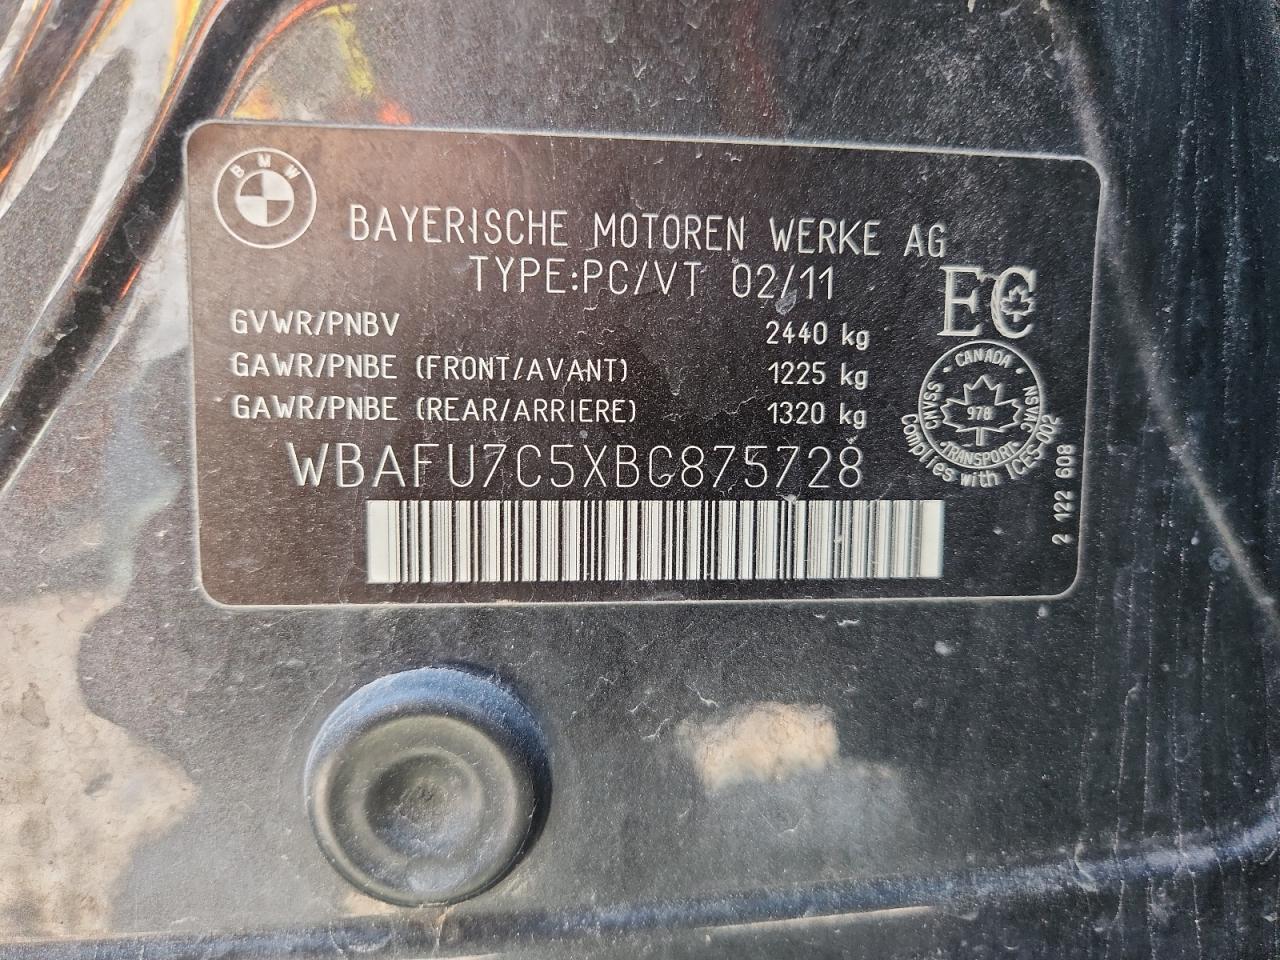 BMW
BAYERISCHE MOTOREN WERKE AG
TYPE:PC/VT 02/11
GVWR/PNBV 2440 kg
GAWR/PNBE (FRONT/AVANT) 1225 kg
GAWR/PNBE (REAR/ARRIERE) 1320 kg
WBAFU7C5XBC875728
EC
CANADA
CMVSS
NSVAC
978
TRANSPORT
Complies with ICES-002
2 122 608